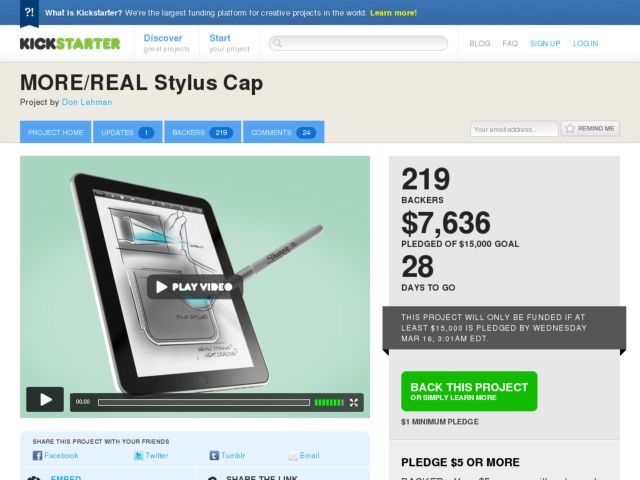 ?! What is Kickstarter? We're the largest funding platform for creative projects in the world. Learn more!
KICKSTARTER
Discover
great projects
Start
your project
BLOG FAQ SIGN UP LOG IN
MORE/REAL Stylus Cap
Project by Don Lehman
PROJECT HOME UPDATES 1 BACKERS 219 COMMENTS 24
Your email address... REMIND ME
Sharpie
PLAY VIDEO
00:00
219
BACKERS
$7,636
PLEDGED OF $15,000 GOAL
28
DAYS TO GO
THIS PROJECT WILL ONLY BE FUNDED IF AT
LEAST $15,000 IS PLEDGED BY WEDNESDAY
MAR 16, 3:01AM EDT.
BACK THIS PROJECT
OR SIMPLY LEARN MORE
$1 MINIMUM PLEDGE
SHARE THIS PROJECT WITH YOUR FRIENDS
Facebook Twitter Tumblr Email
EMBED SHARE THE LINK
PLEDGE $5 OR MORE